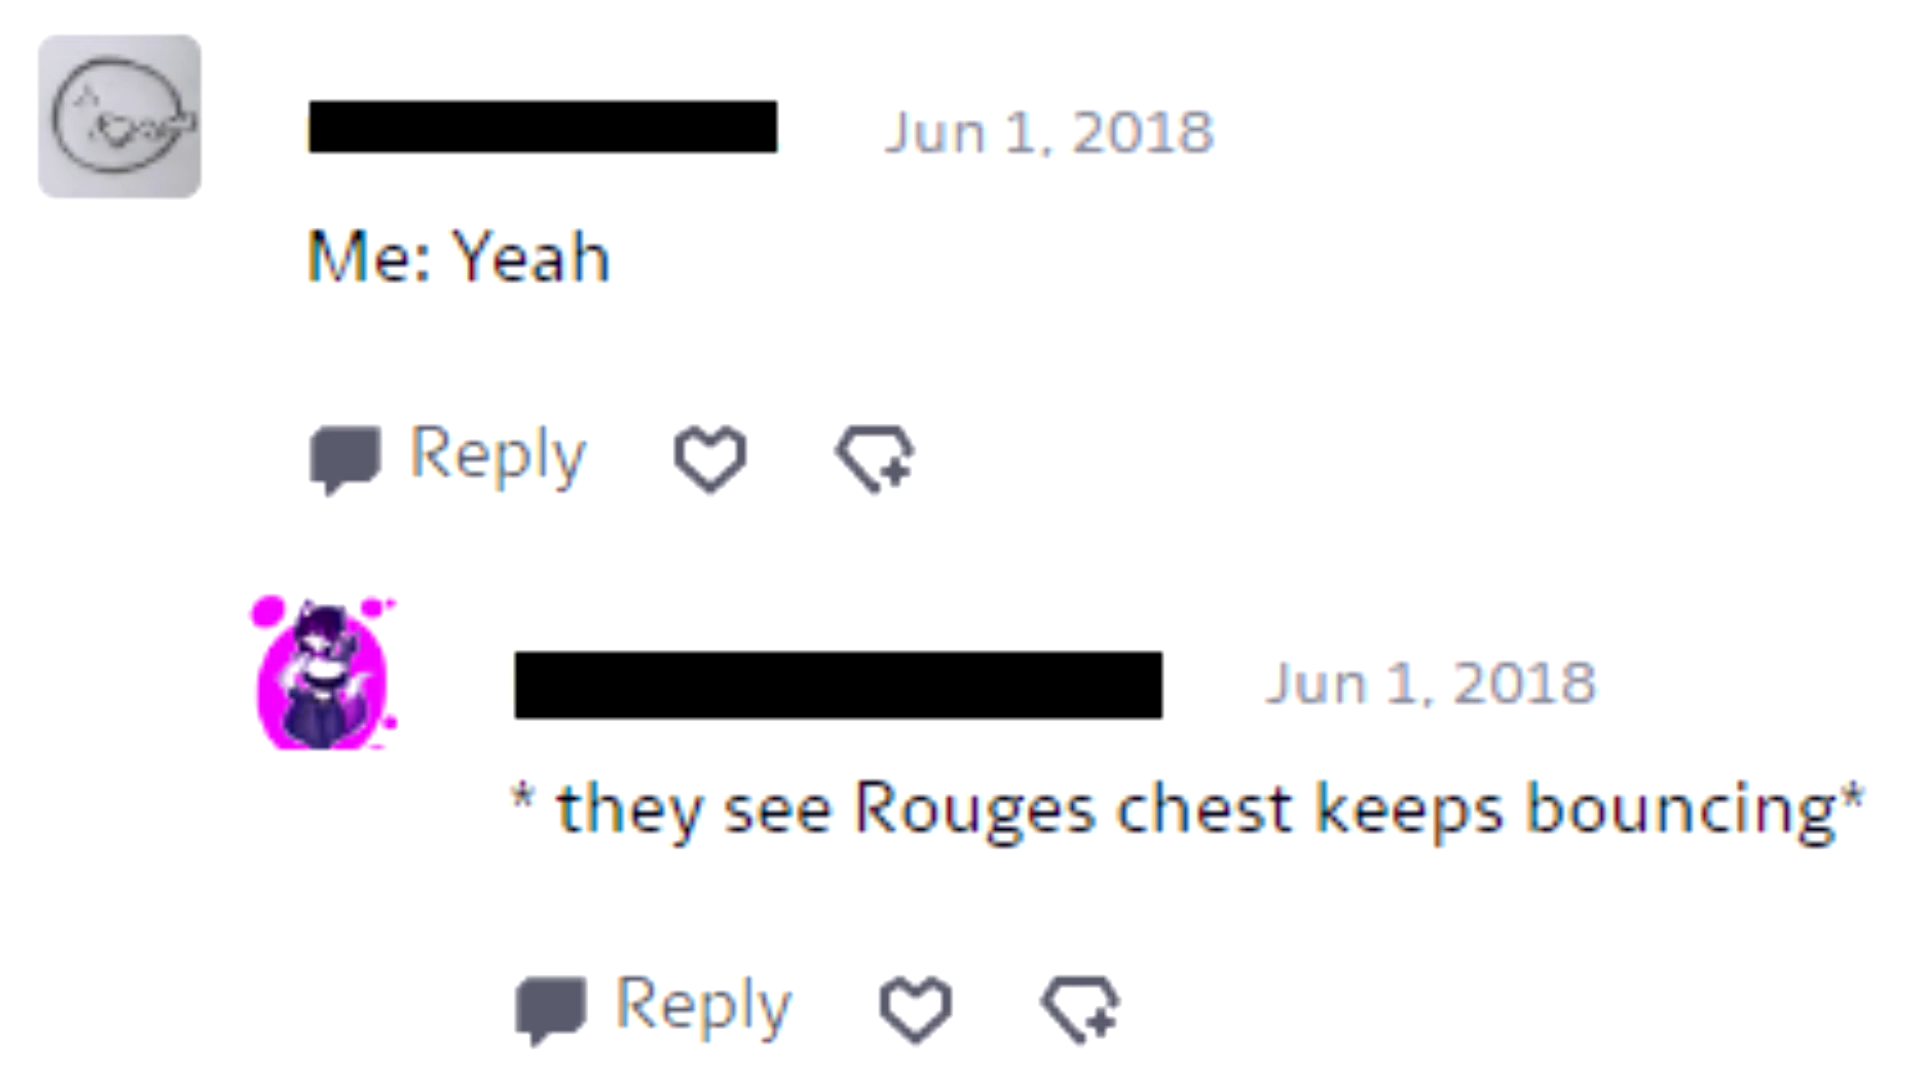 Jun 1, 2018
Me: Yeah
Reply
Jun 1, 2018
* they see Rouges chest keeps bouncing*
Reply